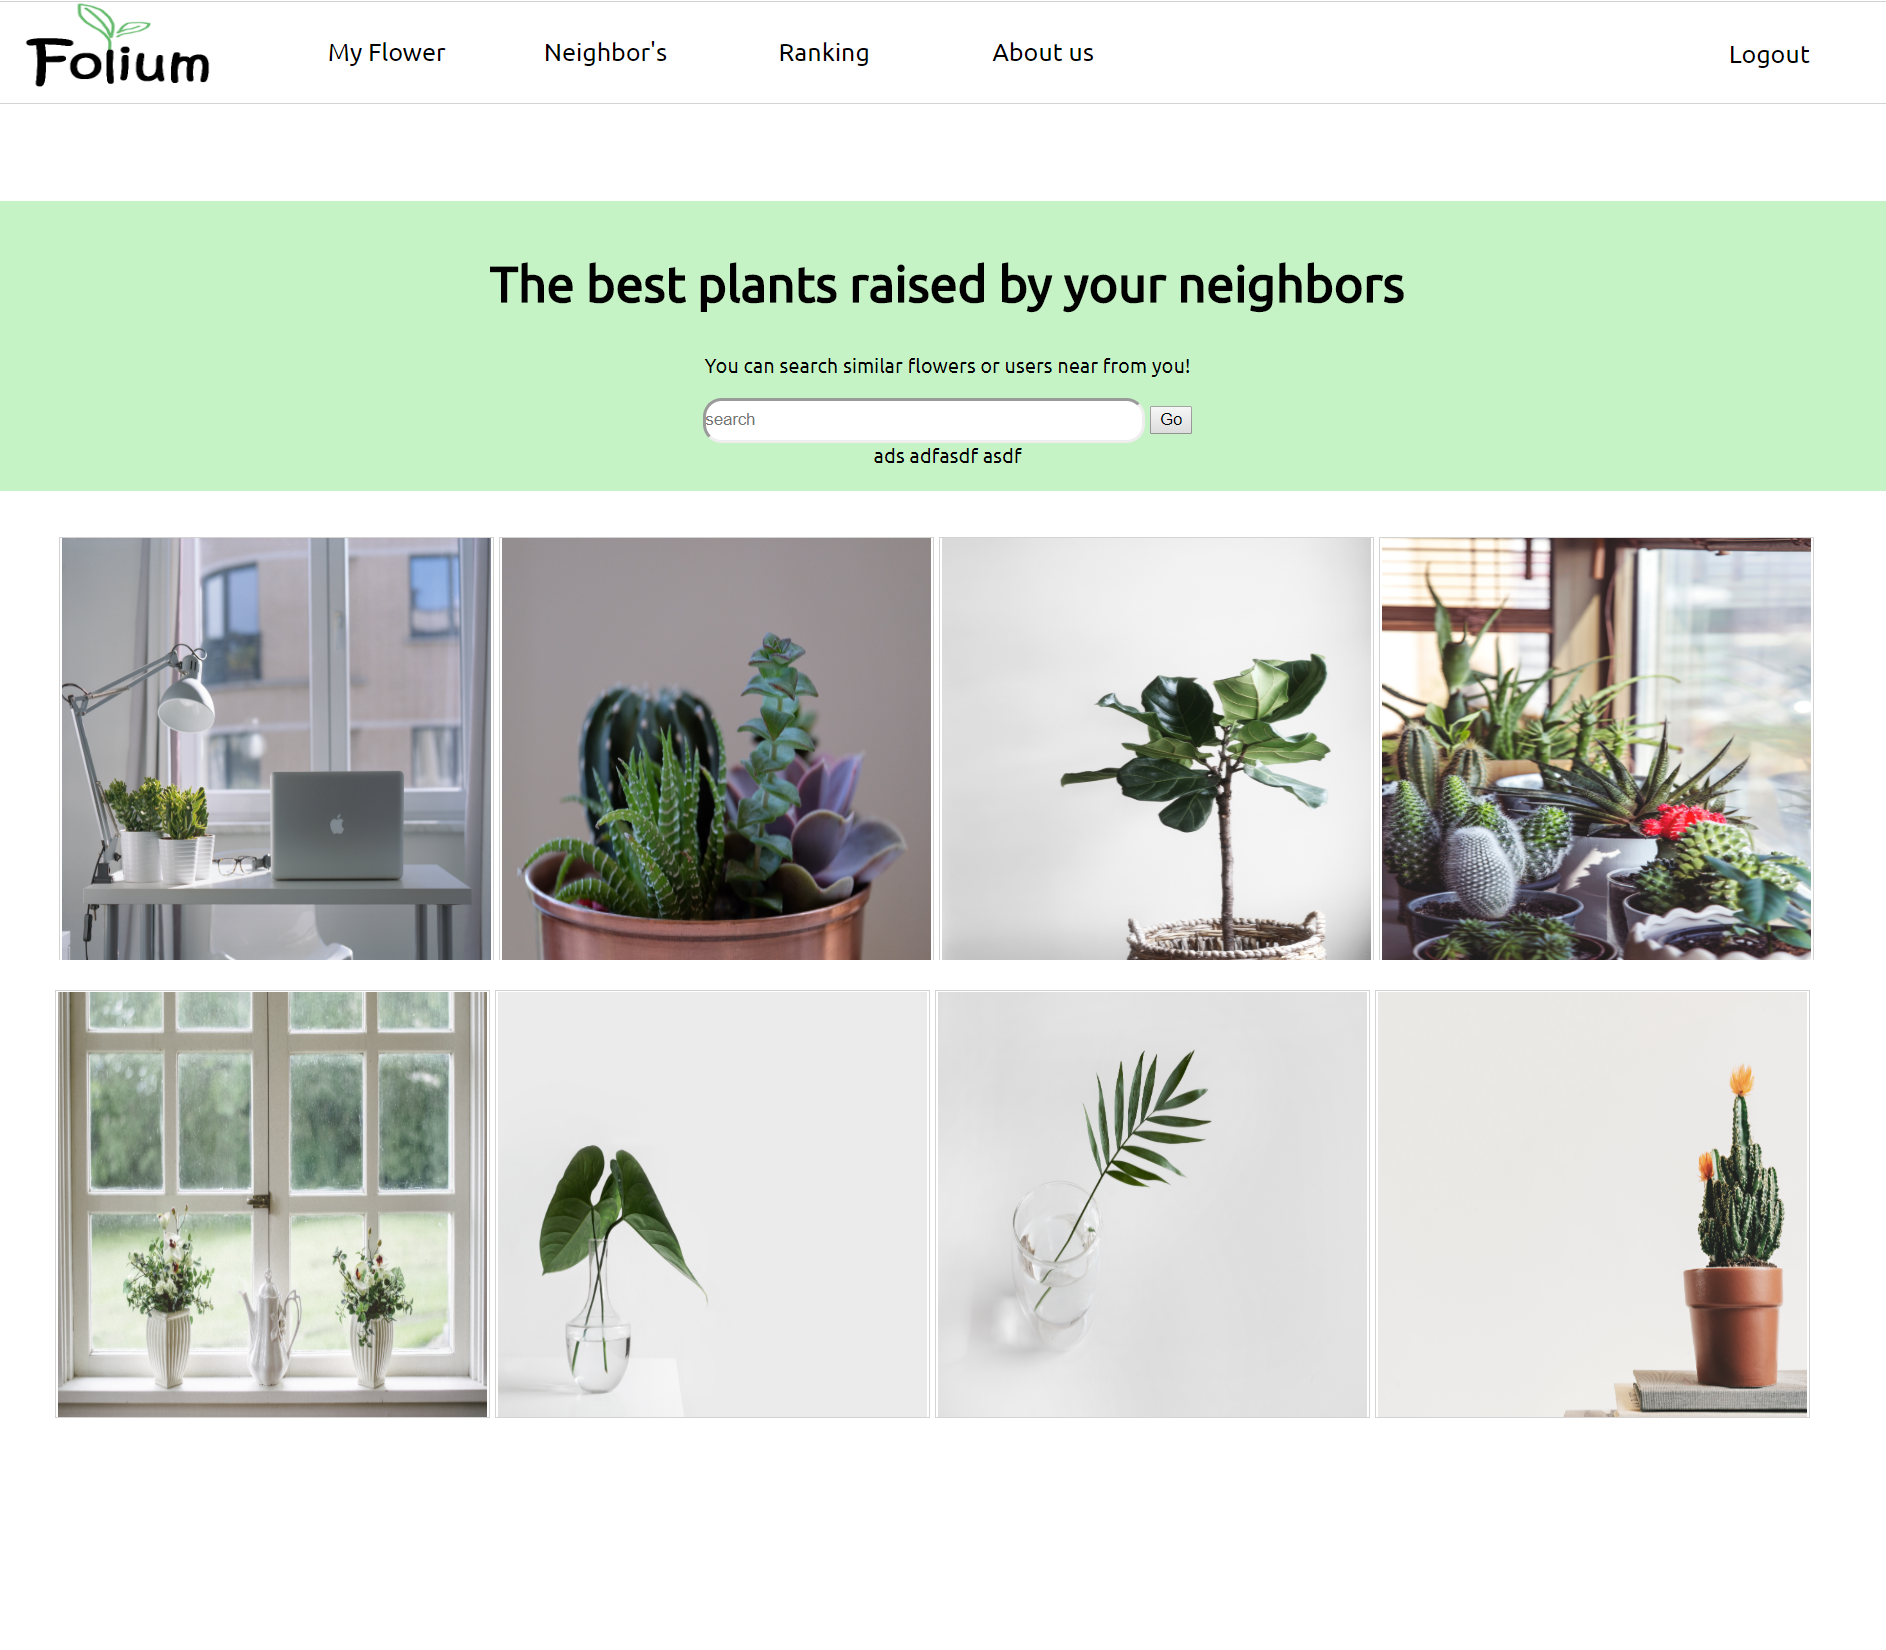 Folium
My Flower
Neighbor's
Ranking
About us
Logout
The best plants raised by your neighbors
You can search similar flowers or users near from you!
search
Go
ads adfasdf asdf